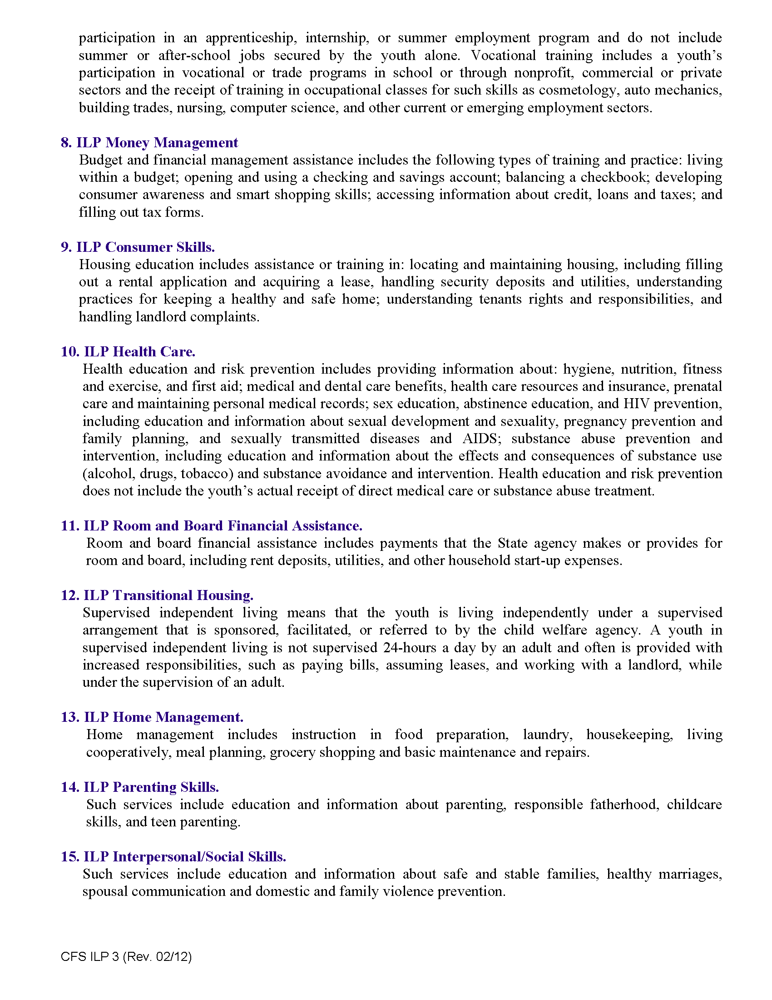 participation in an apprenticeship, internship, or summer employment program and do not include
summer or after-school jobs secured by the youth alone. Vocational training includes a youth’s
participation in vocational or trade programs in school or through nonprofit, commercial or private
sectors and the receipt of training in occupational classes for such skills as cosmetology, auto mechanics,
building trades, nursing, computer science, and other current or emerging employment sectors.
8. ILP Money Management
Budget and financial management assistance includes the following types of training and practice: living
within a budget; opening and using a checking and savings account; balancing a checkbook; developing
consumer awareness and smart shopping skills; accessing information about credit, loans and taxes; and
filling out tax forms.
9. ILP Consumer Skills.
Housing education includes assistance or training in: locating and maintaining housing, including filling
out a rental application and acquiring a lease, handling security deposits and utilities, understanding
practices for keeping a healthy and safe home; understanding tenants rights and responsibilities, and
handling landlord complaints.
10. ILP Health Care.
Health education and risk prevention includes providing information about: hygiene, nutrition, fitness
and exercise, and first aid; medical and dental care benefits, health care resources and insurance, prenatal
care and maintaining personal medical records; sex education, abstinence education, and HIV prevention,
including education and information about sexual development and sexuality, pregnancy prevention and
family planning, and sexually transmitted diseases and AIDS; substance abuse prevention and
intervention, including education and information about the effects and consequences of substance use
(alcohol, drugs, tobacco) and substance avoidance and intervention. Health education and risk prevention
does not include the youth’s actual receipt of direct medical care or substance abuse treatment.
11. ILP Room and Board Financial Assistance.
Room and board financial assistance includes payments that the State agency makes or provides for
room and board, including rent deposits, utilities, and other household start-up expenses.
12. ILP Transitional Housing.
Supervised independent living means that the youth is living independently under a supervised
arrangement that is sponsored, facilitated, or referred to by the child welfare agency. A youth in
supervised independent living is not supervised 24-hours a day by an adult and often is provided with
increased responsibilities, such as paying bills, assuming leases, and working with a landlord, while
under the supervision of an adult.
13. ILP Home Management.
Home management includes instruction in food preparation, laundry, housekeeping, living
cooperatively, meal planning, grocery shopping and basic maintenance and repairs.
14. ILP Parenting Skills.
Such services include education and information about parenting, responsible fatherhood, childcare
skills, and teen parenting.
15. ILP Interpersonal/Social Skills.
Such services include education and information about safe and stable families, healthy marriages,
spousal communication and domestic and family violence prevention.
CFS ILP 3 (Rev. 02/12)